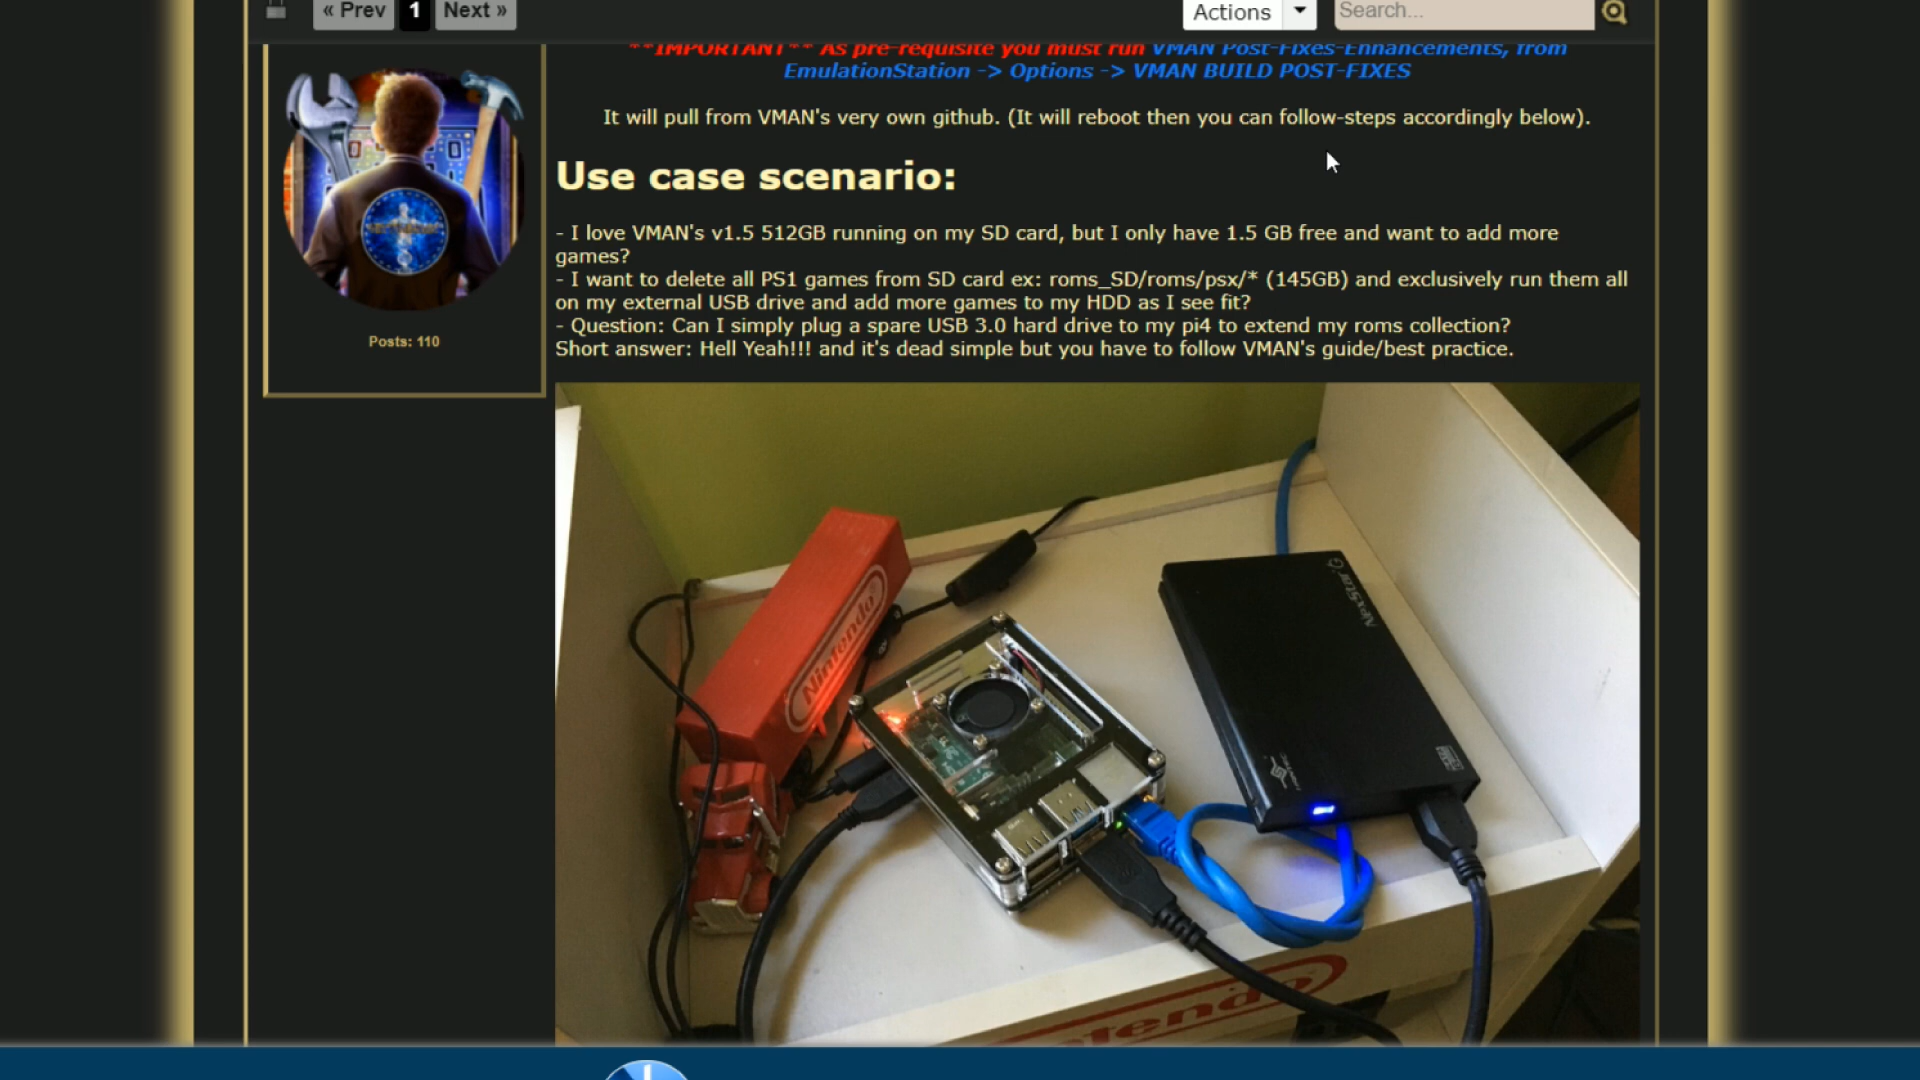 « Prev 1 Next »
Actions
Search...
**IMPORTANT** As pre-requisite you must run VMAN Post-Fixes-Enhancements, from
EmulationStation -> Options -> VMAN BUILD POST-FIXES
It will pull from VMAN's very own github. (It will reboot then you can follow-steps accordingly below).
Use case scenario:
- I love VMAN's v1.5 512GB running on my SD card, but I only have 1.5 GB free and want to add more
games?
- I want to delete all PS1 games from SD card ex: roms_SD/roms/psx/* (145GB) and exclusively run them all
on my external USB drive and add more games to my HDD as I see fit?
- Question: Can I simply plug a spare USB 3.0 hard drive to my pi4 to extend my roms collection?
Short answer: Hell Yeah!!! and it's dead simple but you have to follow VMAN's guide/best practice.
Posts: 110
Nintendo
NexStar
Nintendo